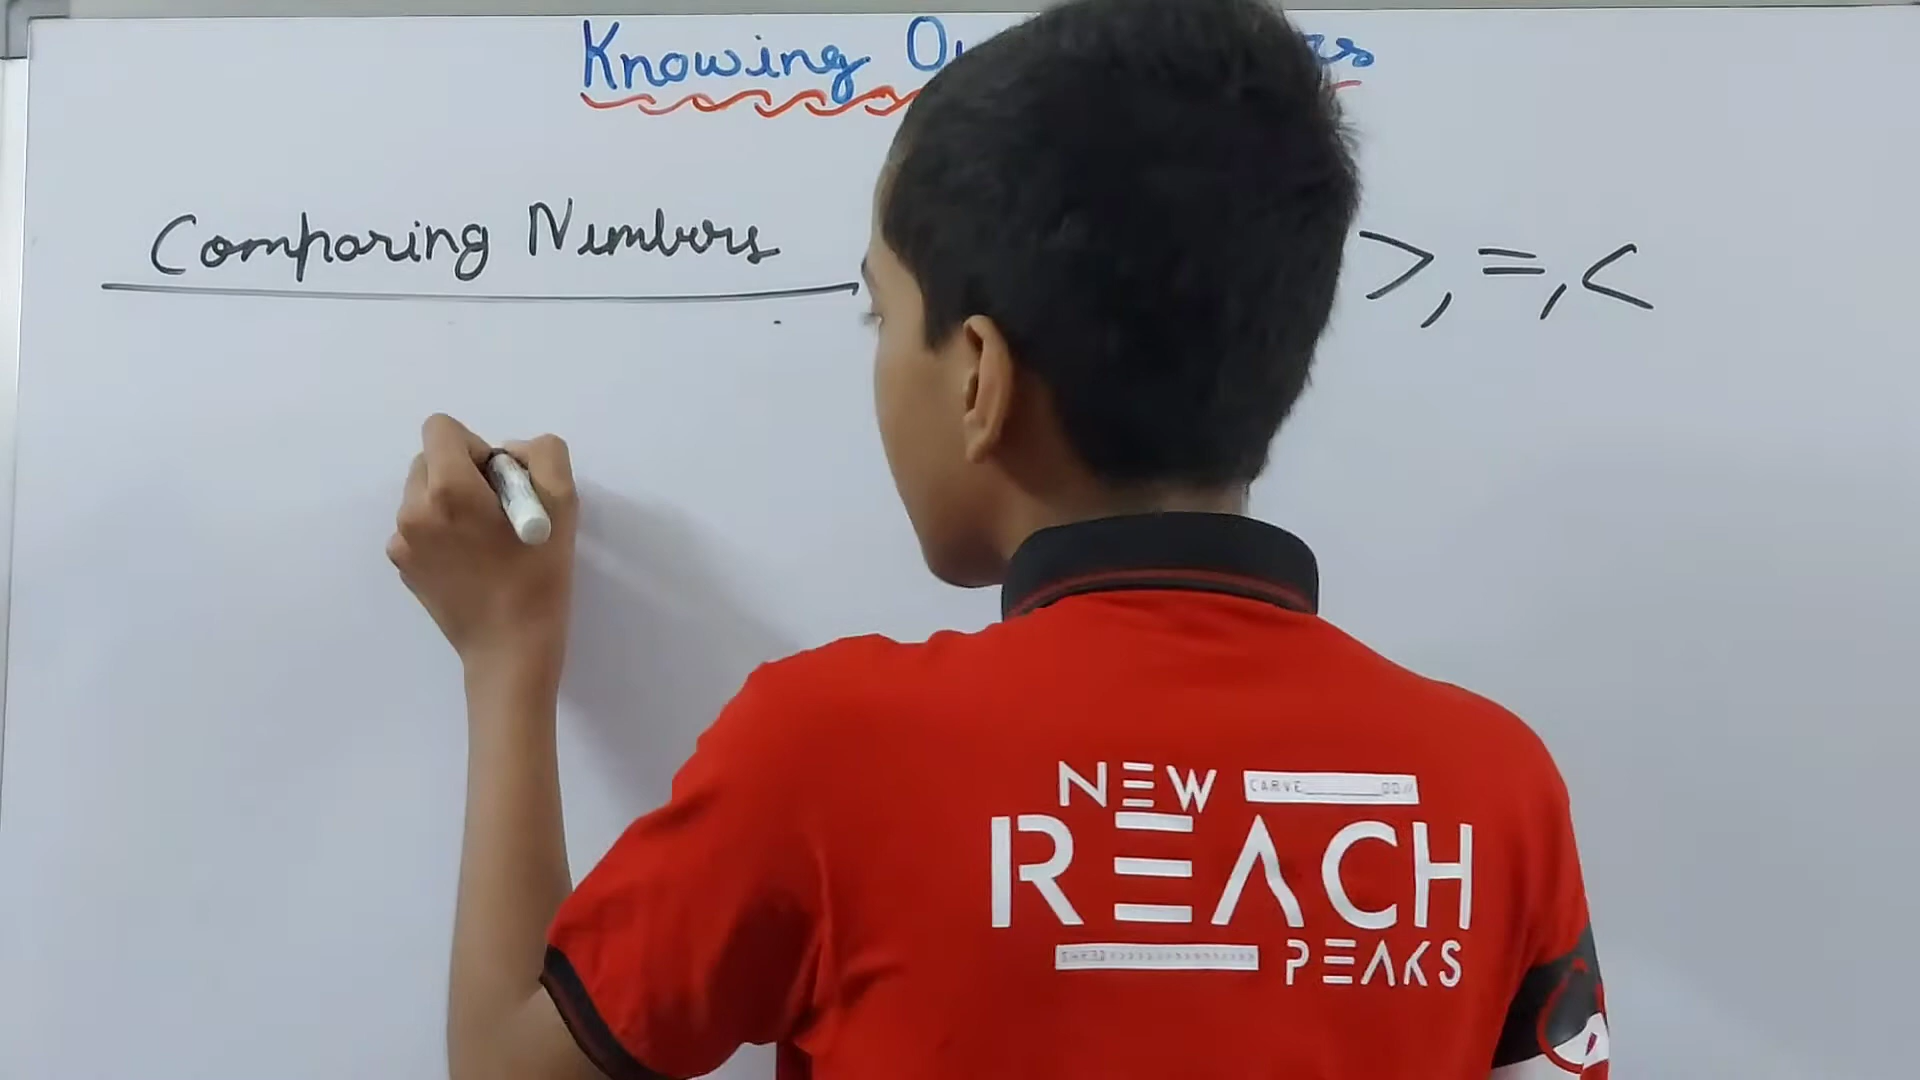 Knowing
Comparing Numbers
>, =, <
NEW
CARVE
REACH
PEAKS